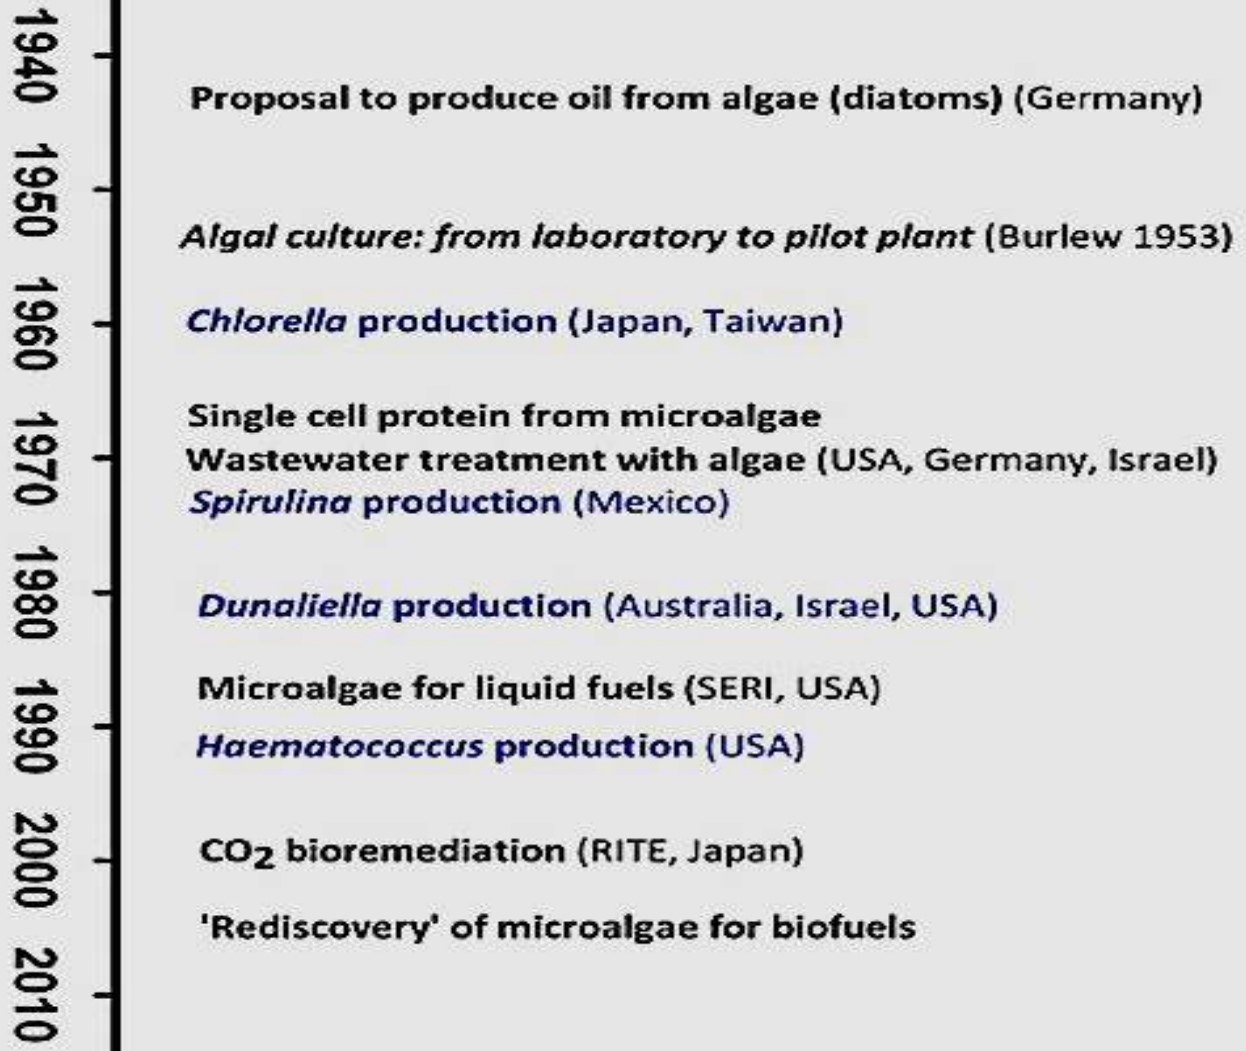 1940
Proposal to produce oil from algae (diatoms) (Germany)
1950
Algal culture: from laboratory to pilot plant (Burlew 1953)
1960
Chlorella production (Japan, Taiwan)
Single cell protein from microalgae
1970
Wastewater treatment with algae (USA, Germany, Israel)
Spirulina production (Mexico)
1980
Dunaliella production (Australia, Israel, USA)
Microalgae for liquid fuels (SERI, USA)
1990
Haematococcus production (USA)
2000
CO2 bioremediation (RITE, Japan)
'Rediscovery' of microalgae for biofuels
2010